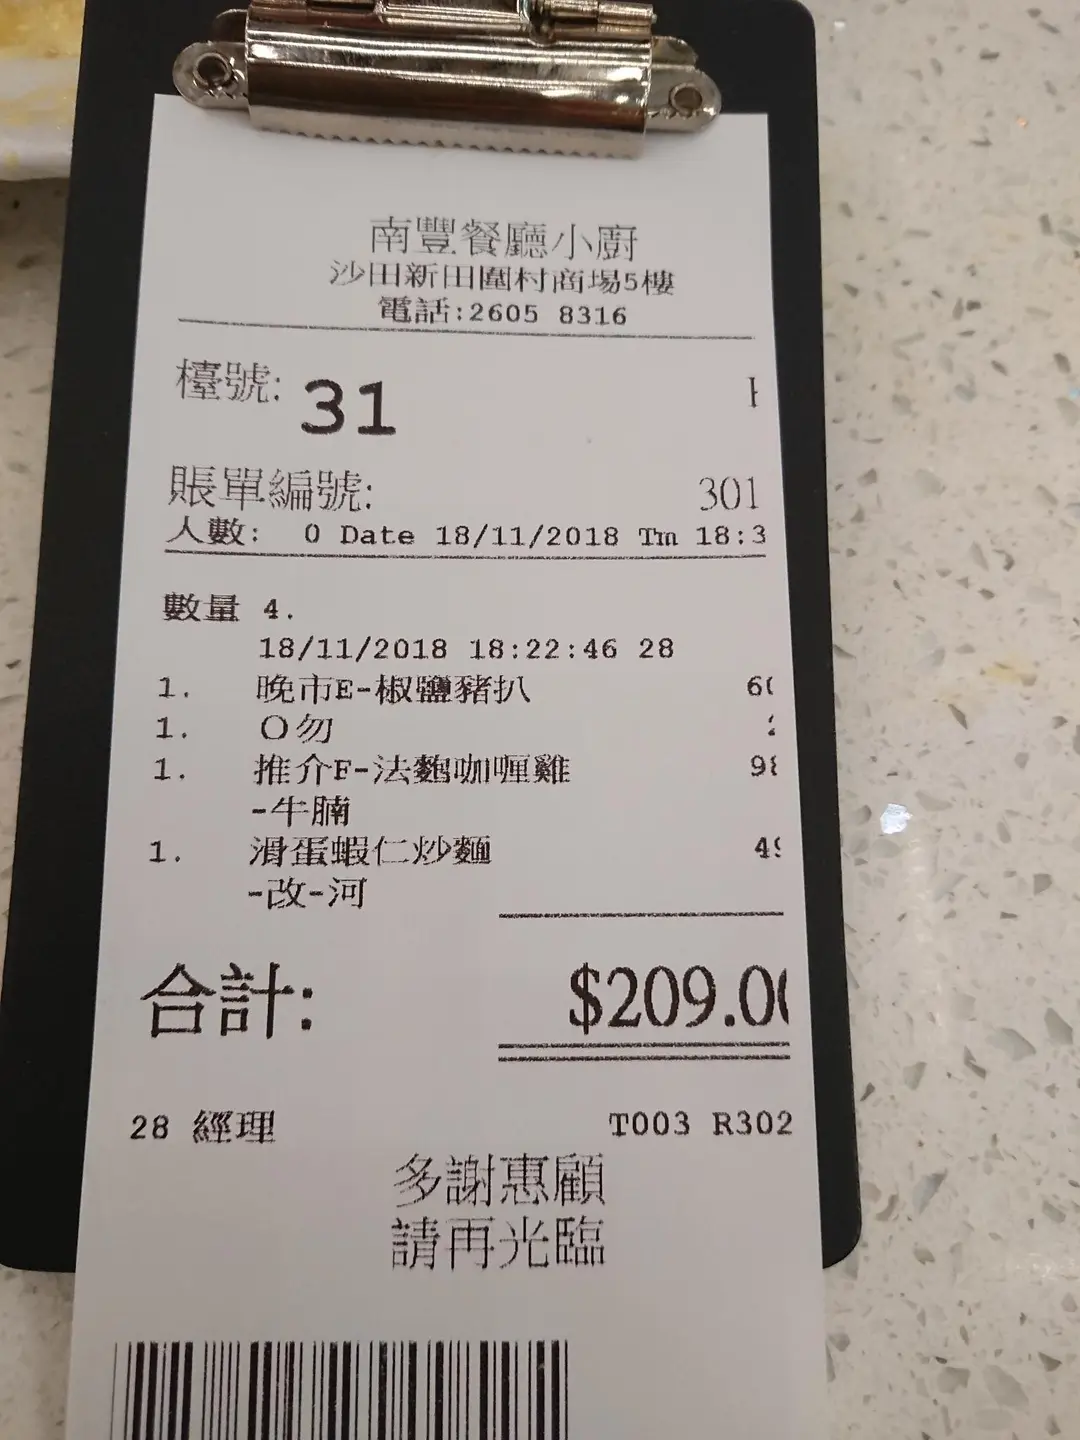 南豐餐廳小廚
沙田新田圍村商場5樓
電話:2605 8316
檯號: 31
賬單編號: 301
人數: 0 Date 18/11/2018 Tm 18:3
數量 4.
18/11/2018 18:22:46 28
1. 晚市E-椒鹽豬扒 6
1. O勿
1. 推介F-法麵咖喱雞 9
-牛腩
1. 滑蛋蝦仁炒麵 4
-改-河
合計: $209.0
28 經理 T003 R302
多謝惠顧
請再光臨